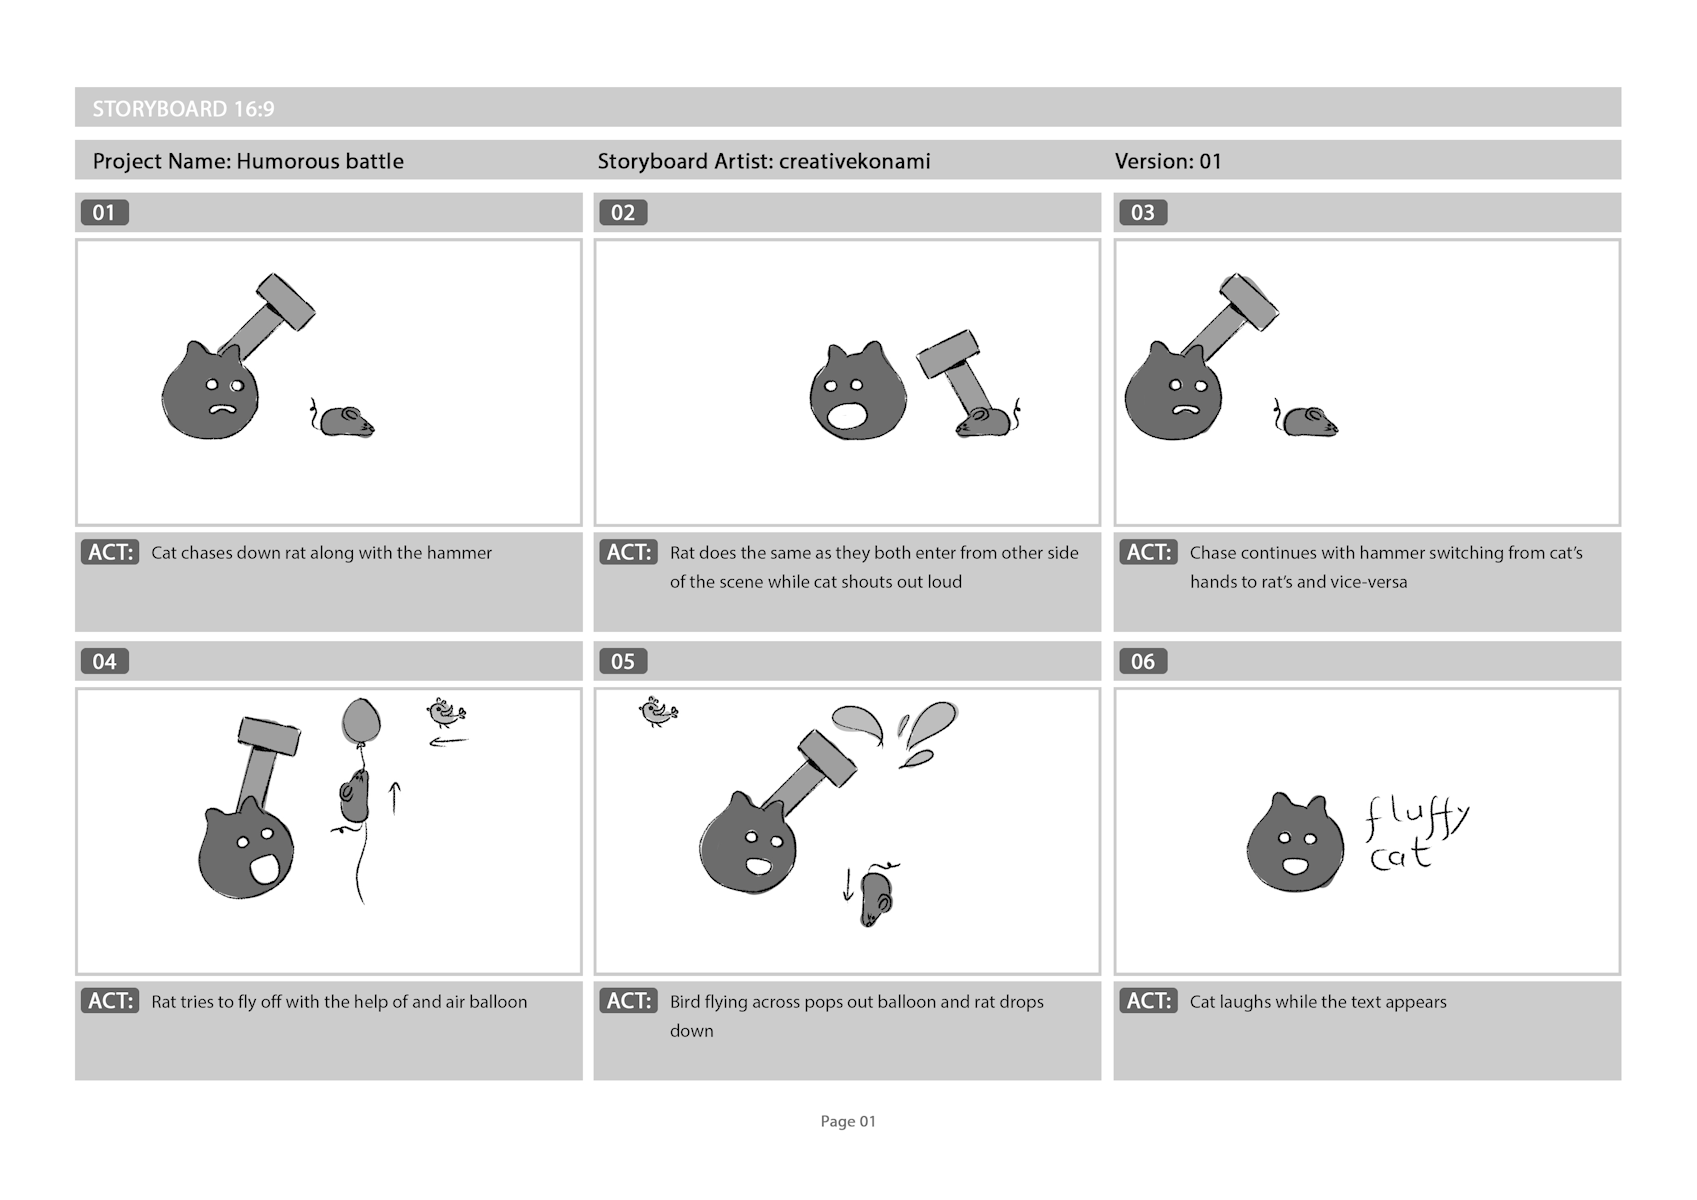 STORYBOARD 16:9
Project Name: Humorous battle
Storyboard Artist: creativekonami
Version: 01
01
02
03
ACT: Cat chases down rat along with the hammer
ACT: Rat does the same as they both enter from other side
of the scene while cat shouts out loud
ACT: Chase continues with hammer switching from cat's
hands to rat's and vice-versa
04
05
06
fluffy
cat
ACT: Rat tries to fly off with the help of and air balloon
ACT: Bird flying across pops out balloon and rat drops
down
ACT: Cat laughs while the text appears
Page 01